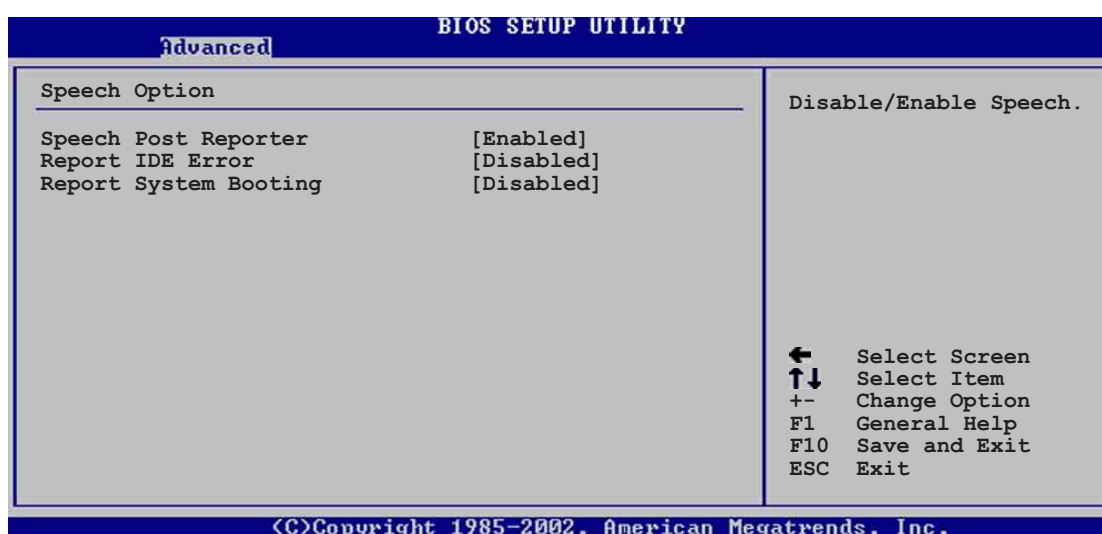 BIOS SETUP UTILITY
Advanced
Speech Option
Speech Post Reporter [Enabled]
Report IDE Error [Disabled]
Report System Booting [Disabled]
Disable/Enable Speech.
← Select Screen
↑↓ Select Item
+- Change Option
F1 General Help
F10 Save and Exit
ESC Exit
(C)Copyright 1985-2002, American Megatrends, Inc.